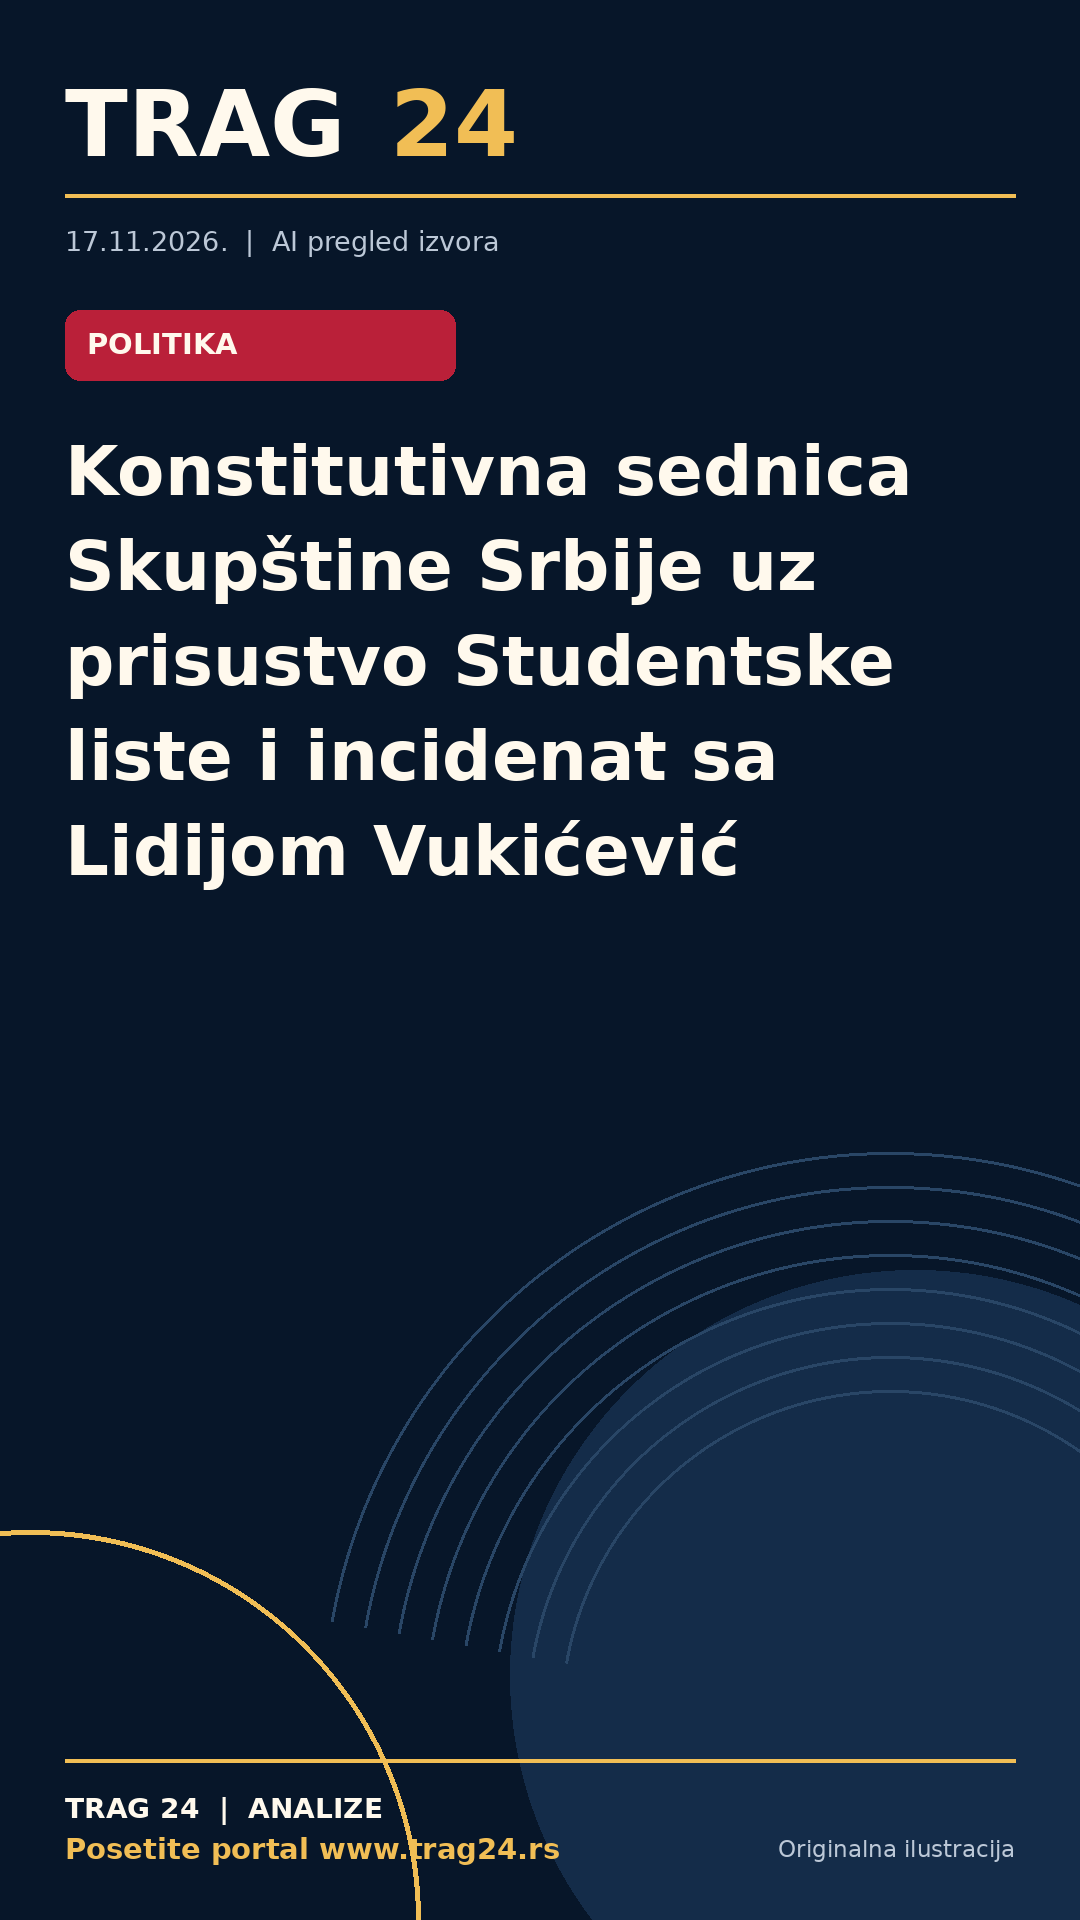 TRAG 24
17.11.2026. | AI pregled izvora
POLITIKA
Konstitutivna sednica
Skupštine Srbije uz
prisustvo Studentske
liste i incidenat sa
Lidijom Vukićević
TRAG 24 | ANALIZE
Posetite portal www.trag24.rs
Originalna ilustracija